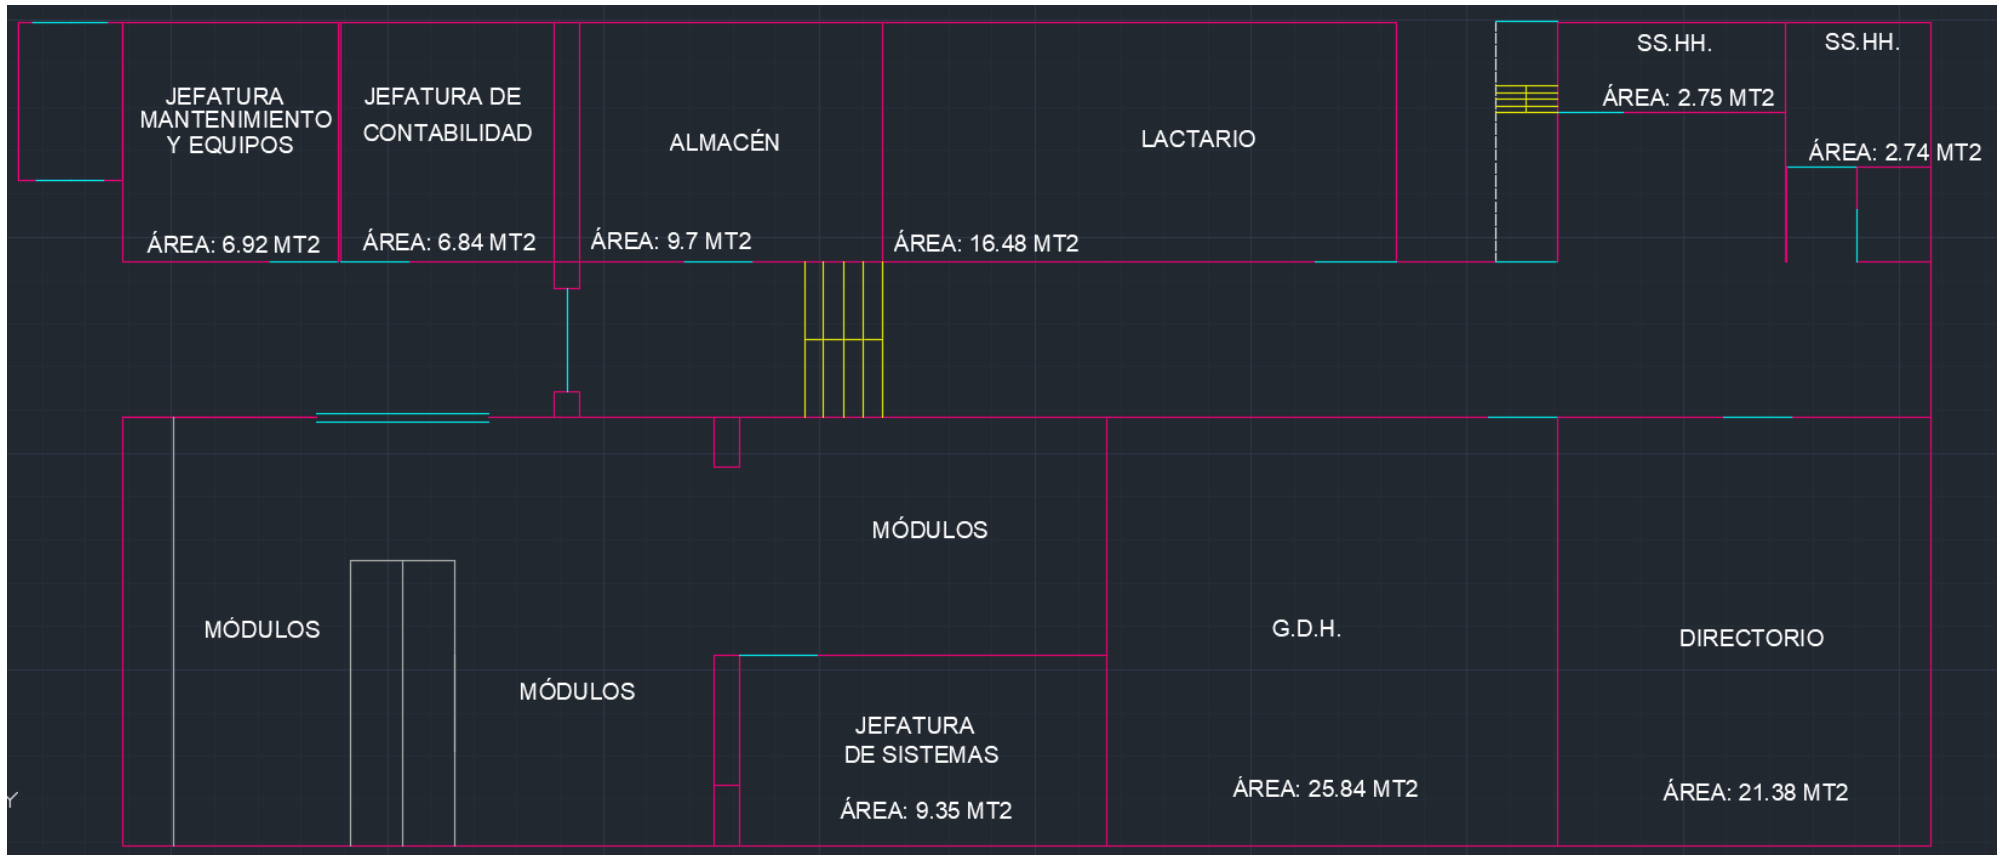 JEFATURA
MANTENIMIENTO
Y EQUIPOS
ÁREA: 6.92 MT2
JEFATURA DE
CONTABILIDAD
ÁREA: 6.84 MT2
ALMACÉN
ÁREA: 9.7 MT2
LACTARIO
ÁREA: 16.48 MT2
SS.HH.
ÁREA: 2.75 MT2
SS.HH.
ÁREA: 2.74 MT2
MÓDULOS
MÓDULOS
MÓDULOS
JEFATURA
DE SISTEMAS
ÁREA: 9.35 MT2
G.D.H.
ÁREA: 25.84 MT2
DIRECTORIO
ÁREA: 21.38 MT2
Y